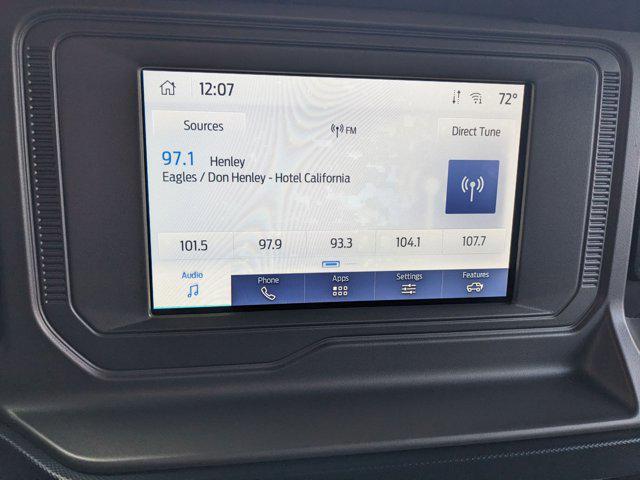 12:07 72°
Sources FM Direct Tune
97.1 Henley
Eagles / Don Henley - Hotel California
101.5 97.9 93.3 104.1 107.7
Audio Phone Apps Settings Features